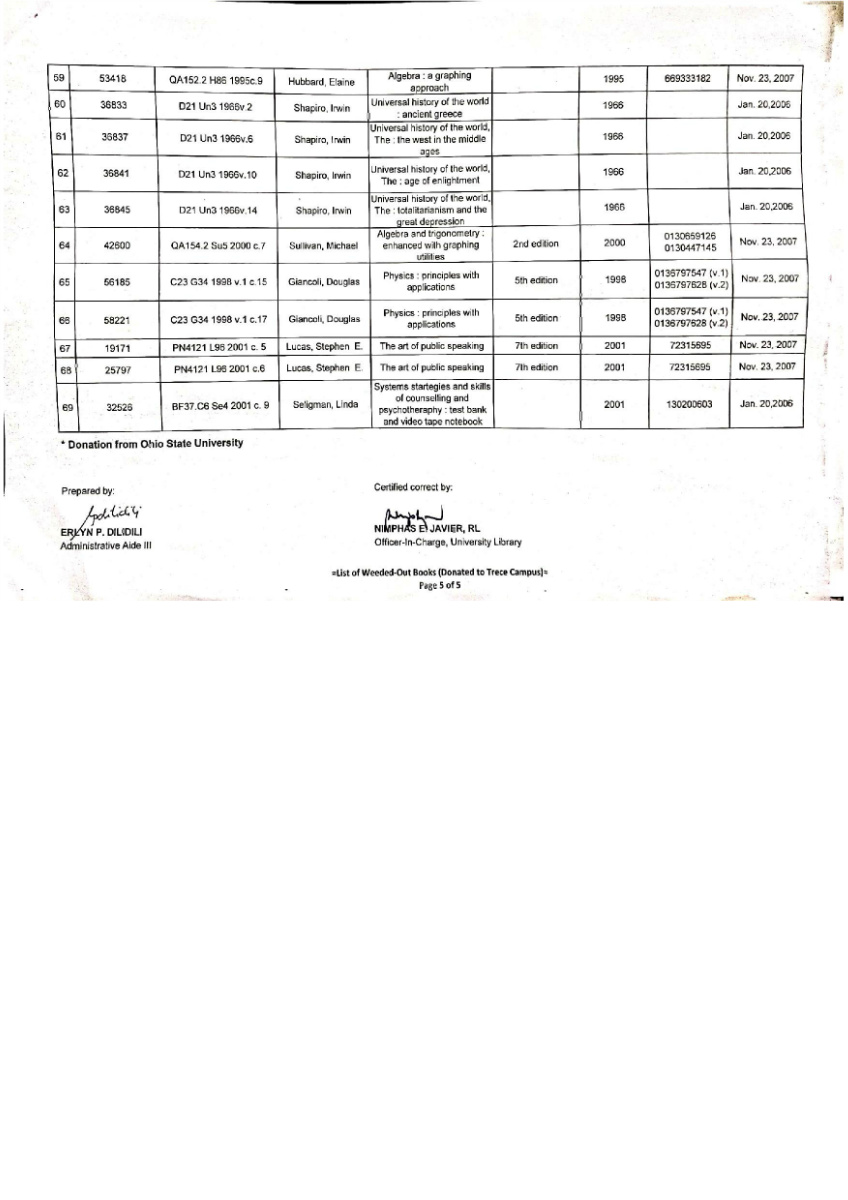 59 53418 QA152.2 H86 1995c.9 Hubbard, Elaine Algebra : a graphing approach 1995 669333182 Nov. 23, 2007
60 36833 D21 Un3 1966v.2 Shapiro, Irwin Universal history of the world : ancient greece 1966 Jan. 20,2006
61 36837 D21 Un3 1966v.6 Shapiro, Irwin Universal history of the world, The : the west in the middle ages 1966 Jan. 20,2006
62 36841 D21 Un3 1966v.10 Shapiro, Irwin Universal history of the world, The : age of enlightment 1966 Jan. 20,2006
63 36845 D21 Un3 1966v.14 Shapiro, Irwin Universal history of the world, The : totalitarianism and the great depression 1966 Jan. 20,2006
64 42600 QA154.2 Su5 2000 c.7 Sullivan, Michael Algebra and trigonometry : enhanced with graphing utilities 2nd edition 2000 0130659126 0130447145 Nov. 23, 2007
65 56185 C23 G34 1998 v.1 c.15 Giancoli, Douglas Physics : principles with applications 5th edition 1998 0136797547 (v.1) 0136797628 (v.2) Nov. 23, 2007
66 58221 C23 G34 1998 v.1 c.17 Giancoli, Douglas Physics : principles with applications 5th edition 1998 0136797547 (v.1) 0136797628 (v.2) Nov. 23, 2007
67 19171 PN4121 L96 2001 c. 5 Lucas, Stephen E. The art of public speaking 7th edition 2001 72315695 Nov. 23, 2007
68 25797 PN4121 L96 2001 c.6 Lucas, Stephen E. The art of public speaking 7th edition 2001 72315695 Nov. 23, 2007
69 32526 BF37.C6 Se4 2001 c. 9 Seligman, Linda Systems startegies and skills of counselling and psychotheraphy : test bank and video tape notebook 2001 130200603 Jan. 20,2006
* Donation from Ohio State University
Prepared by:
Certified correct by:
ERLYN P. DILIDILI
NIMPHAS E. JAVIER, RL
Administrative Aide III
Officer-In-Charge, University Library
=List of Weeded-Out Books (Donated to Trece Campus)=
Page 5 of 5